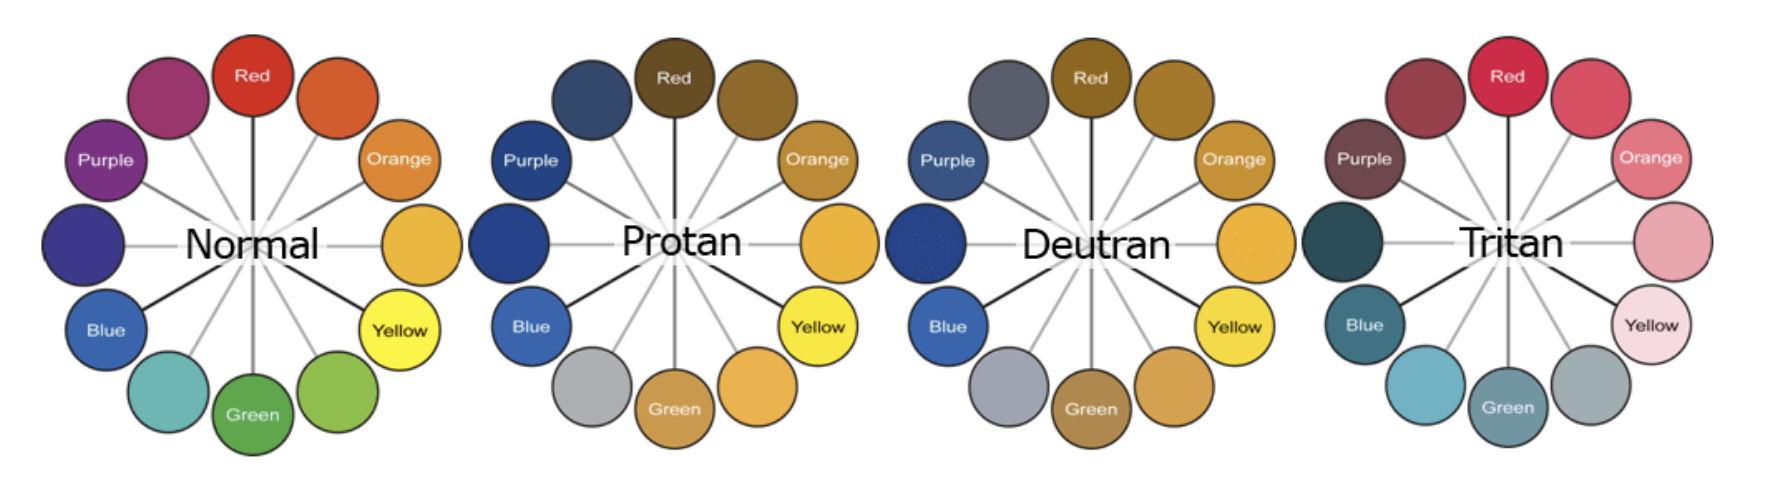 Red
Orange
Yellow
Green
Blue
Purple
Normal
Red
Orange
Yellow
Green
Blue
Purple
Protan
Red
Orange
Yellow
Green
Blue
Purple
Deutran
Red
Orange
Yellow
Green
Blue
Purple
Tritan